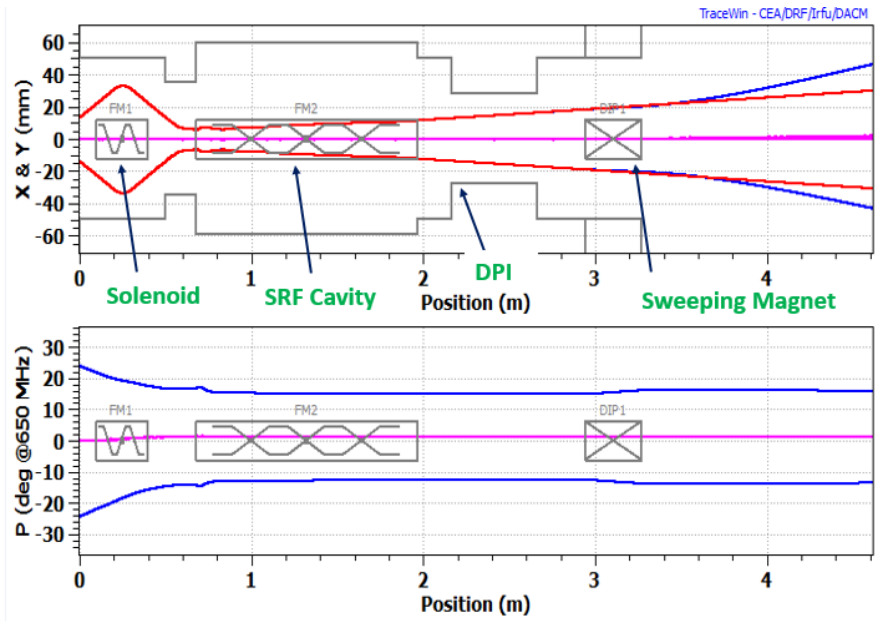 TraceWin - CEA/DRF/Irfu/DACM
X & Y (mm)
60
40
20
0
-20
-40
-60
FM1
FM2
DIP1
0
1
2
3
4
Position (m)
Solenoid
SRF Cavity
DPI
Sweeping Magnet
P (deg @650 MHz)
30
20
10
0
-10
-20
-30
FM1
FM2
DIP1
0
1
2
3
4
Position (m)